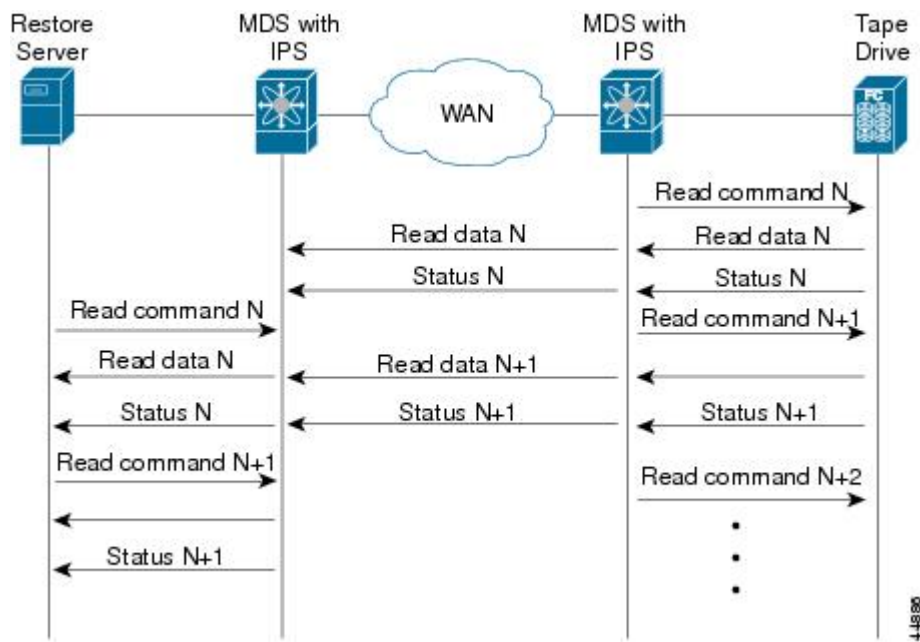 Restore
Server
MDS with
IPS
MDS with
IPS
Tape
Drive
WAN
FC
Read command N
Read data N
Read data N
Status N
Status N
Read command N
Read command N+1
Read data N
Read data N+1
Status N
Status N+1
Status N+1
Read command N+1
Read command N+2
Status N+1